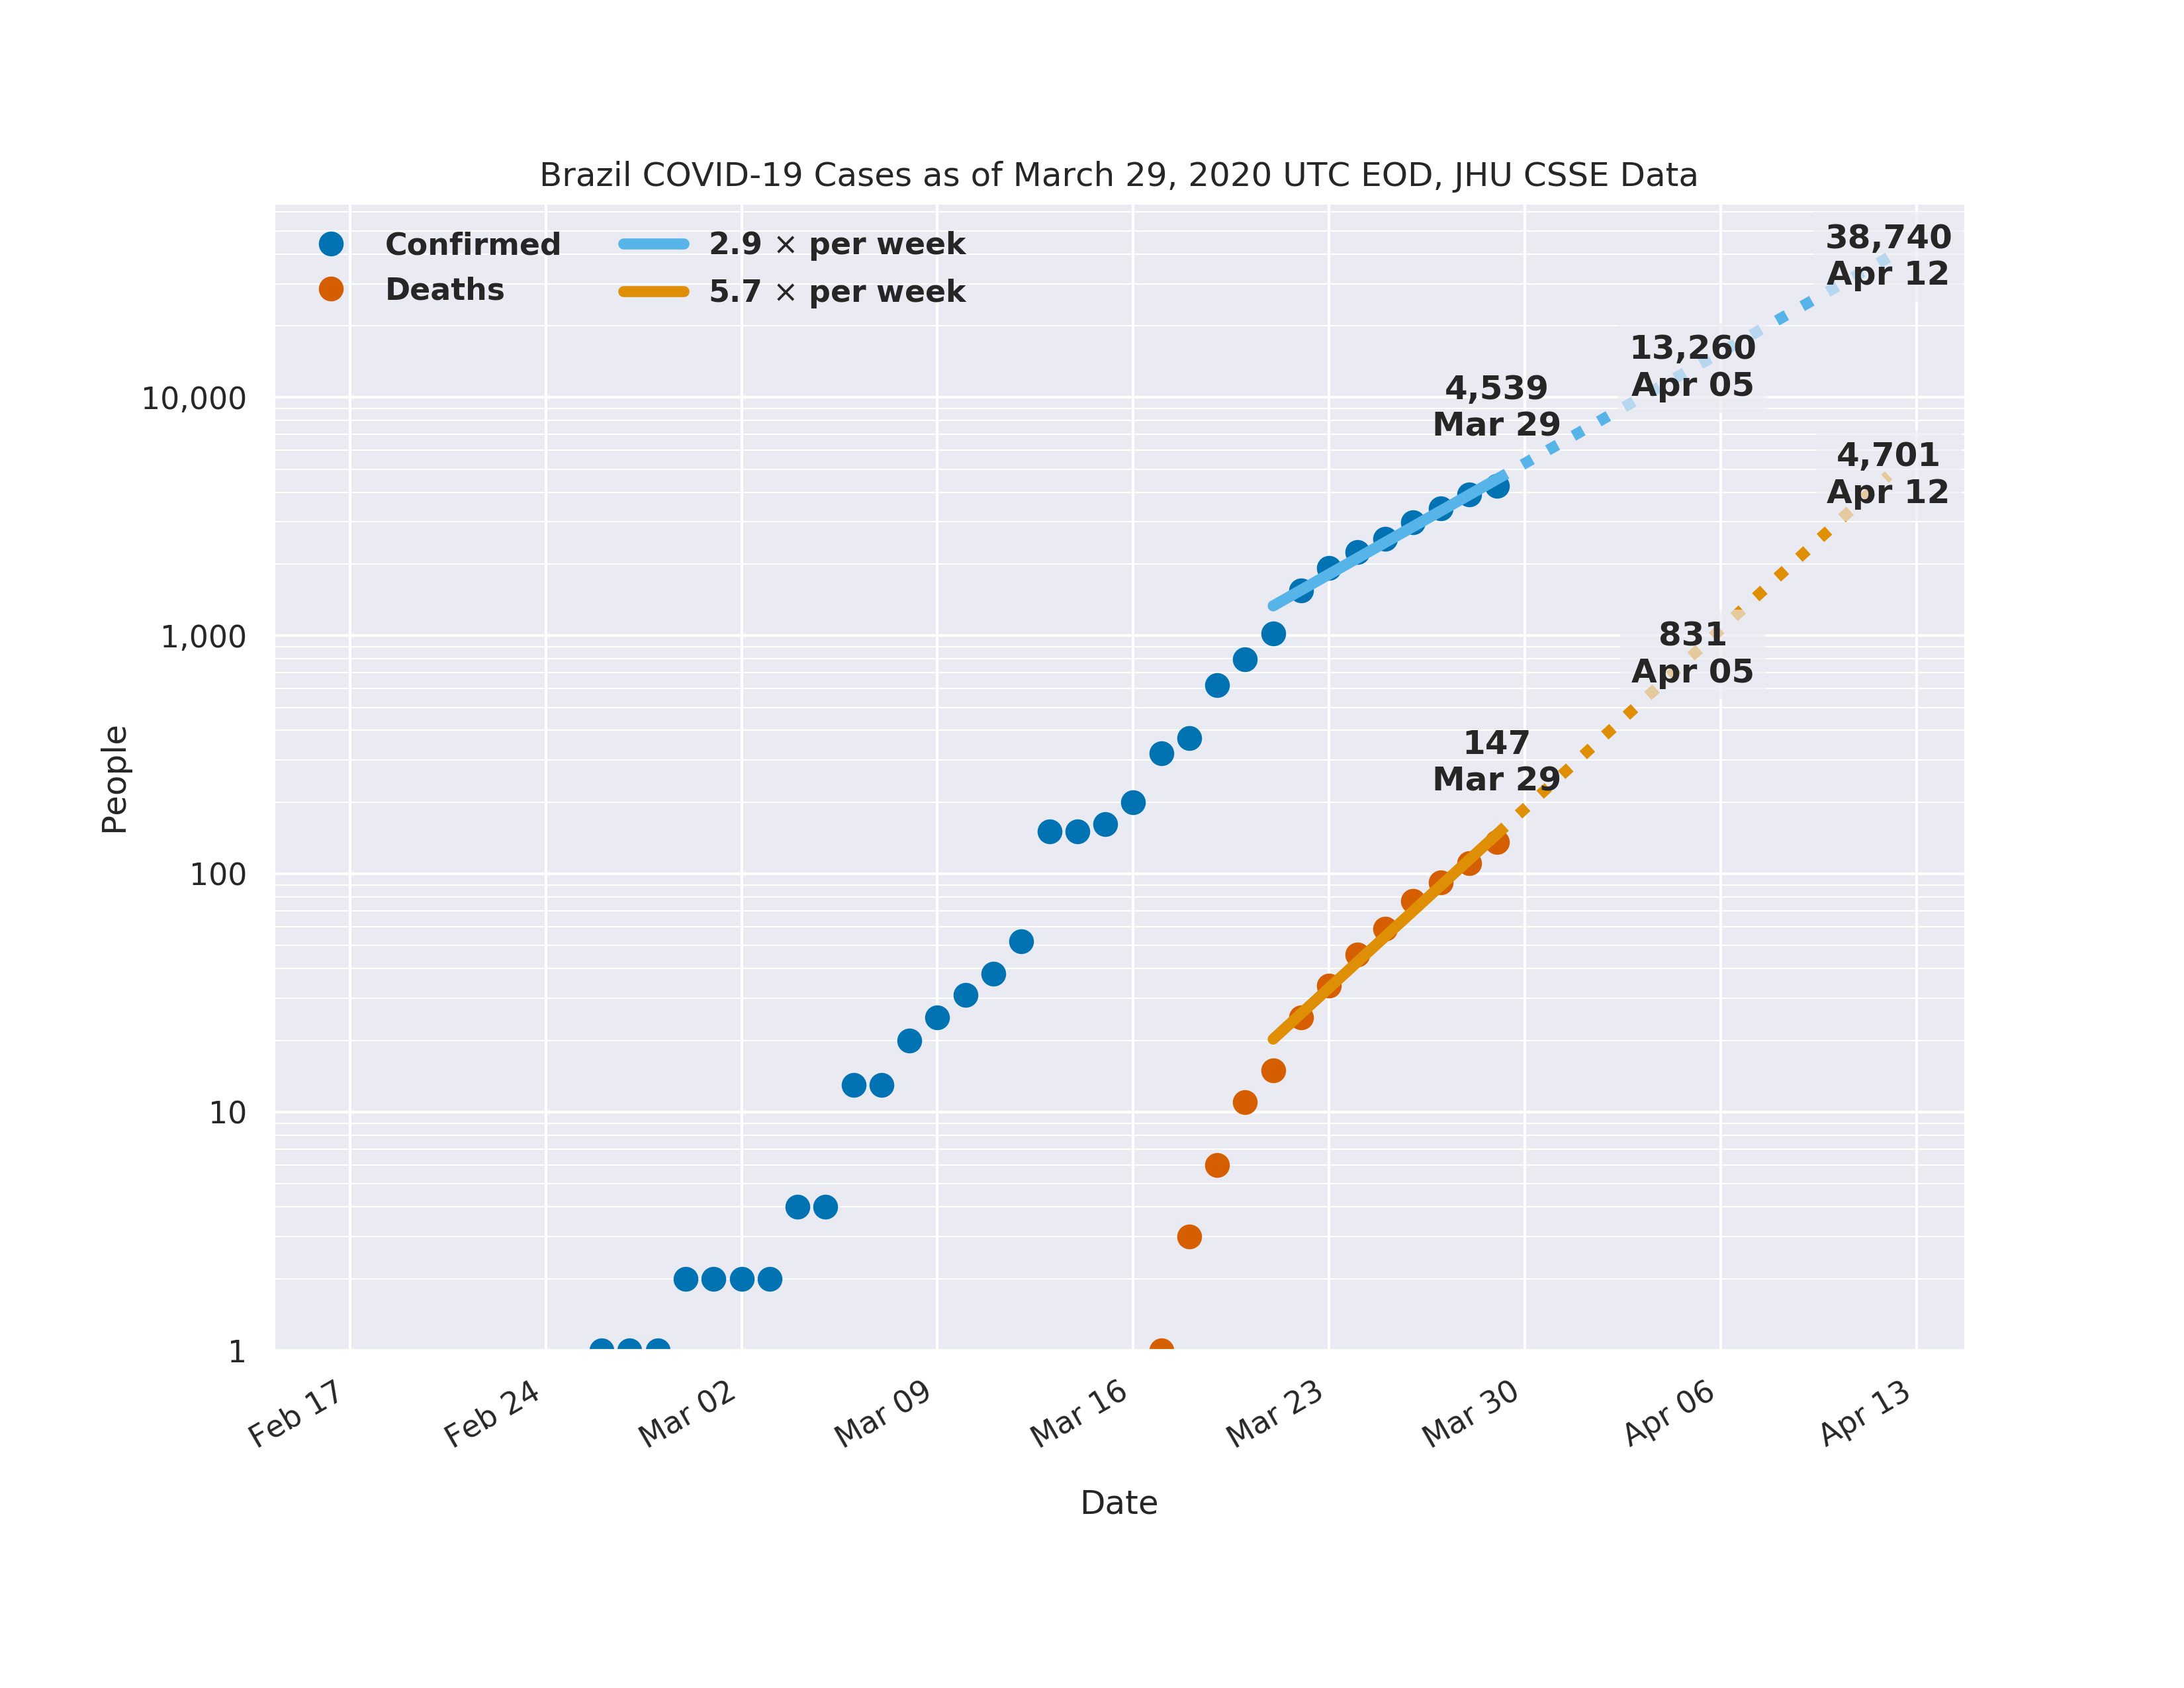 Brazil COVID-19 Cases as of March 29, 2020 UTC EOD, JHU CSSE Data
Confirmed
Deaths
2.9 × per week
5.7 × per week
38,740
Apr 12
13,260
Apr 05
4,539
Mar 29
4,701
Apr 12
831
Apr 05
147
Mar 29
People
10,000
1,000
100
10
1
Feb 17
Feb 24
Mar 02
Mar 09
Mar 16
Mar 23
Mar 30
Apr 06
Apr 13
Date